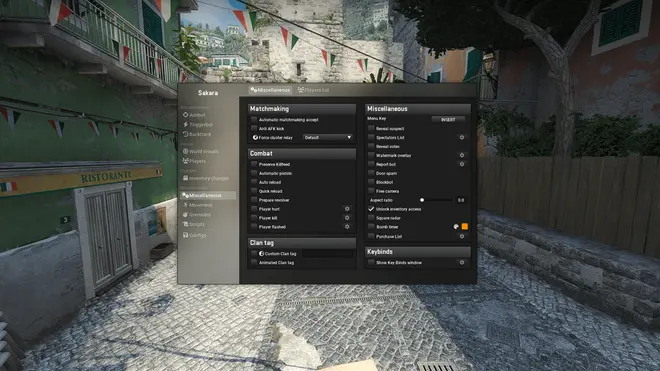 Sakara
Miscellaneous
Players list
Aimbot
Triggerbot
Backtrack
World visuals
Players
Inventory changer
Miscellaneous
Movement
Grenades
Scripts
Configs
Matchmaking
Automatic matchmaking accept
Anti AFK kick
Force cluster relay
Default
Combat
Preserve Killfeed
Automatic pistols
Auto reload
Quick reload
Prepare revolver
Player hurt
Player kill
Player flashed
Clan tag
Custom Clan tag
Animated Clan tag
Miscellaneous
Menu Key
INSERT
Reveal suspect
Spectators List
Reveal votes
Watermark overlay
Report bot
Door spam
Blockbot
Free camera
Aspect ratio
0.0
Unlock inventory access
Square radar
Bomb timer
Purchase List
Keybinds
Show Key Binds window
RISTORANTE
3